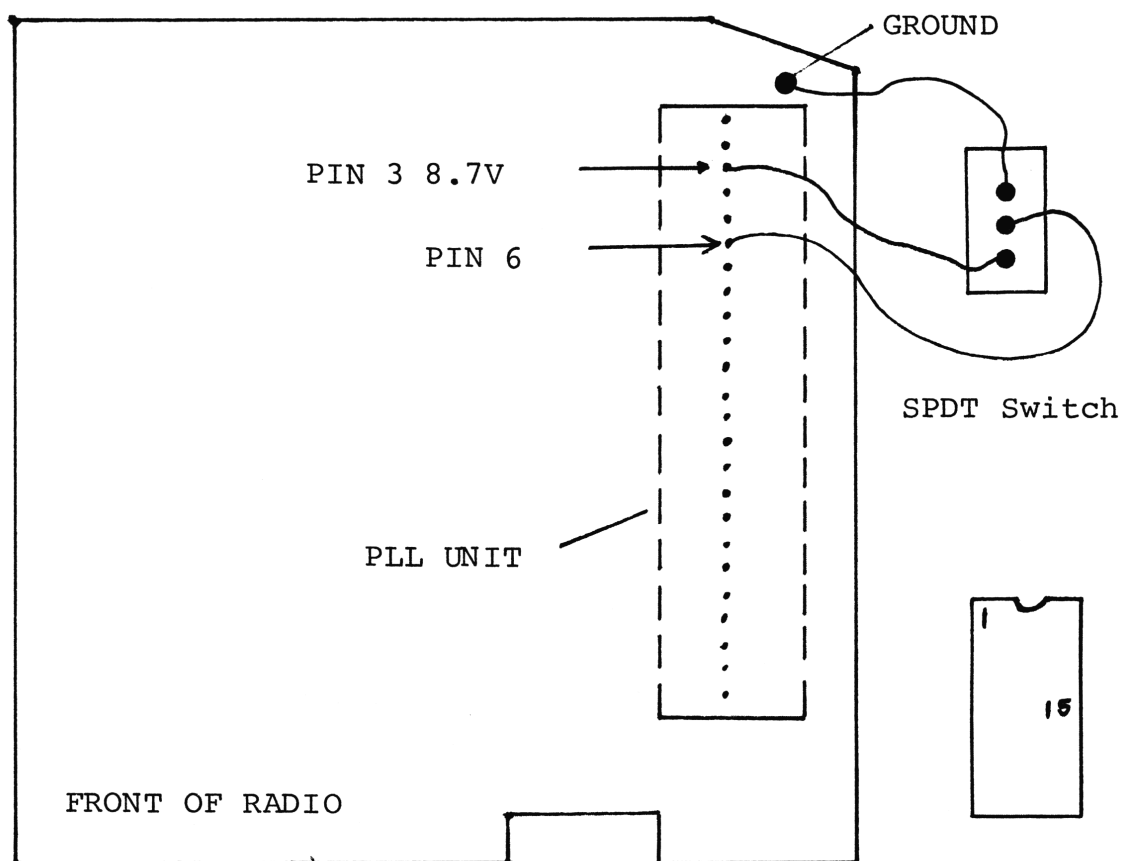 GROUND
PIN 3 8.7V
PIN 6
SPDT Switch
PLL UNIT
1
15
FRONT OF RADIO